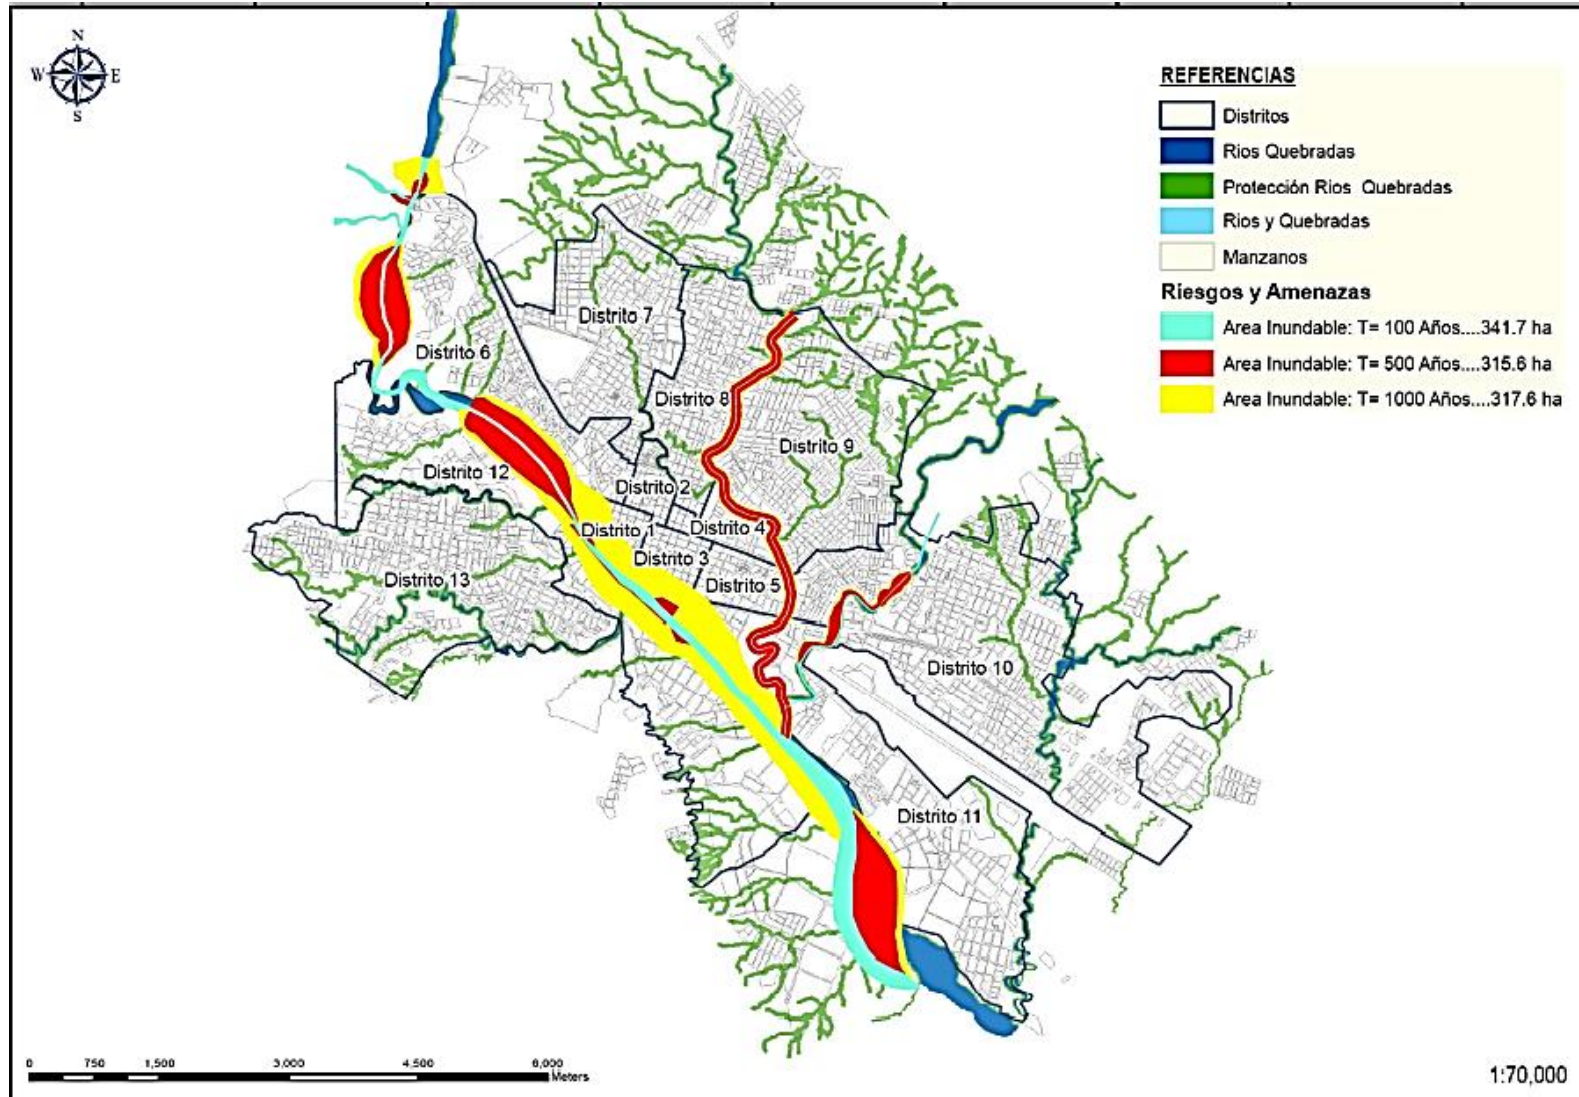 N
W E
S
REFERENCIAS
Distritos
Rios Quebradas
Protección Rios Quebradas
Rios y Quebradas
Manzanos
Riesgos y Amenazas
Area Inundable: T= 100 Años....341.7 ha
Area Inundable: T= 500 Años....315.6 ha
Area Inundable: T= 1000 Años....317.6 ha
Distrito 7
Distrito 6
Distrito 8
Distrito 9
Distrito 12
Distrito 2
Distrito 1
Distrito 4
Distrito 3
Distrito 13
Distrito 5
Distrito 10
Distrito 11
0 750 1,500 3,000 4,500 6,000
Meters
1:70,000